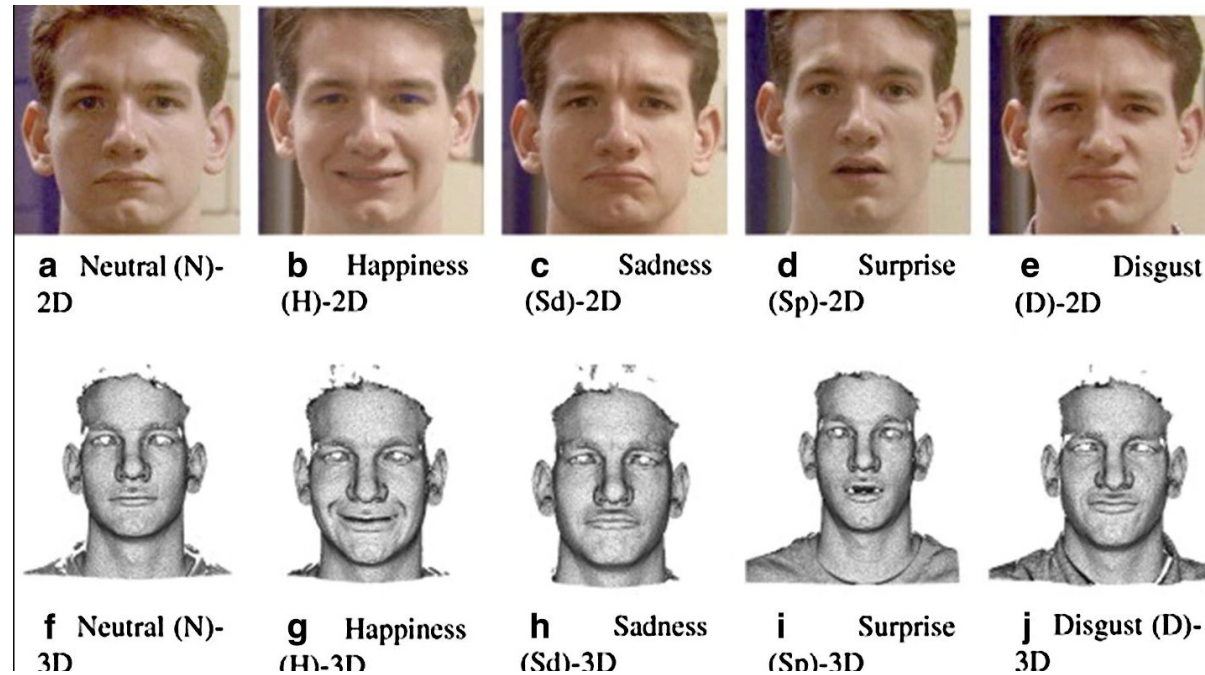 a Neutral (N)-
2D
b Happiness
(H)-2D
c Sadness
(Sd)-2D
d Surprise
(Sp)-2D
e Disgust
(D)-2D
f Neutral (N)-
3D
g Happiness
(H)-3D
h Sadness
(Sd)-3D
i Surprise
(Sp)-3D
j Disgust (D)-
3D